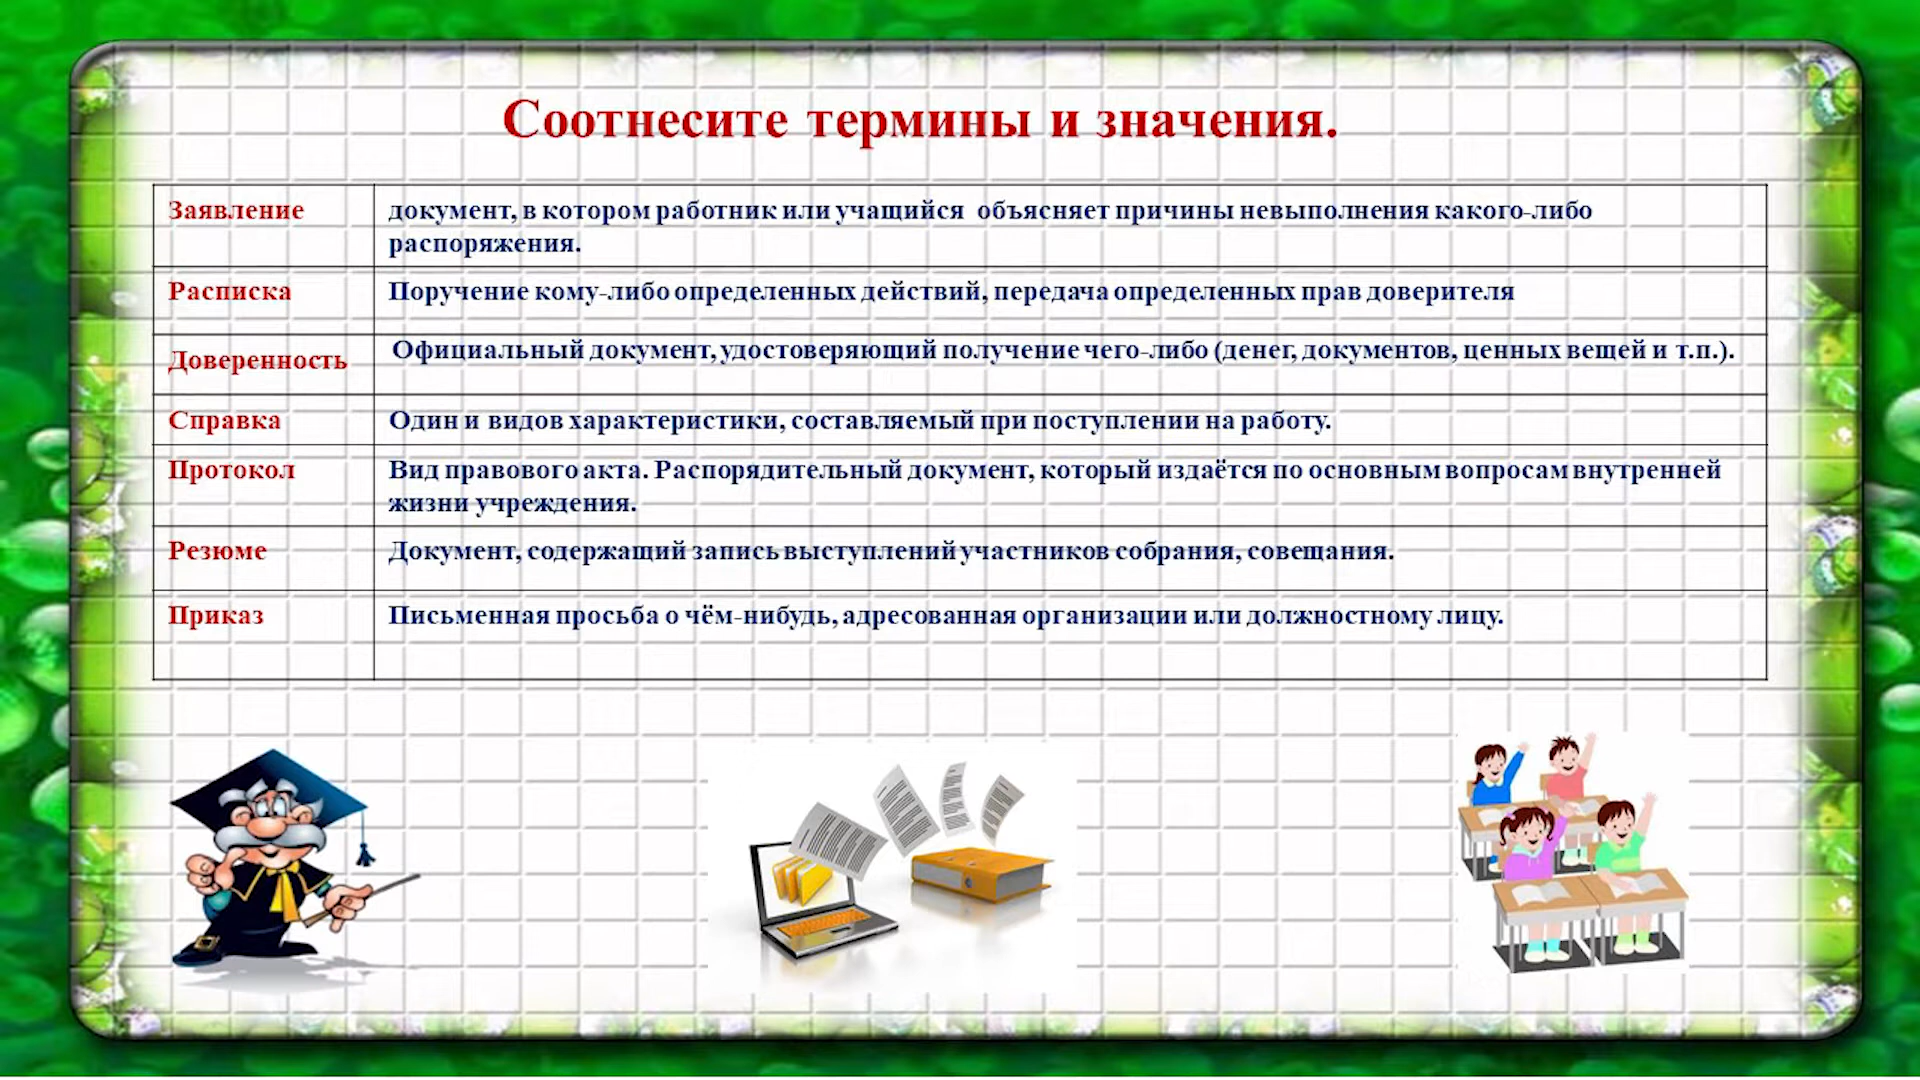 Соотнесите термины и значения.
Заявление
документ, в котором работник или учащийся объясняет причины невыполнения какого-либо
распоряжения.
Расписка
Поручение кому-либо определенных действий, передача определенных прав доверителя
Доверенность
Официальный документ, удостоверяющий получение чего-либо (денег, документов, ценных вещей и т.п.).
Справка
Один и видов характеристики, составляемый при поступлении на работу.
Протокол
Вид правового акта. Распорядительный документ, который издаётся по основным вопросам внутренней
жизни учреждения.
Резюме
Документ, содержащий запись выступлений участников собрания, совещания.
Приказ
Письменная просьба о чём-нибудь, адресованная организации или должностному лицу.